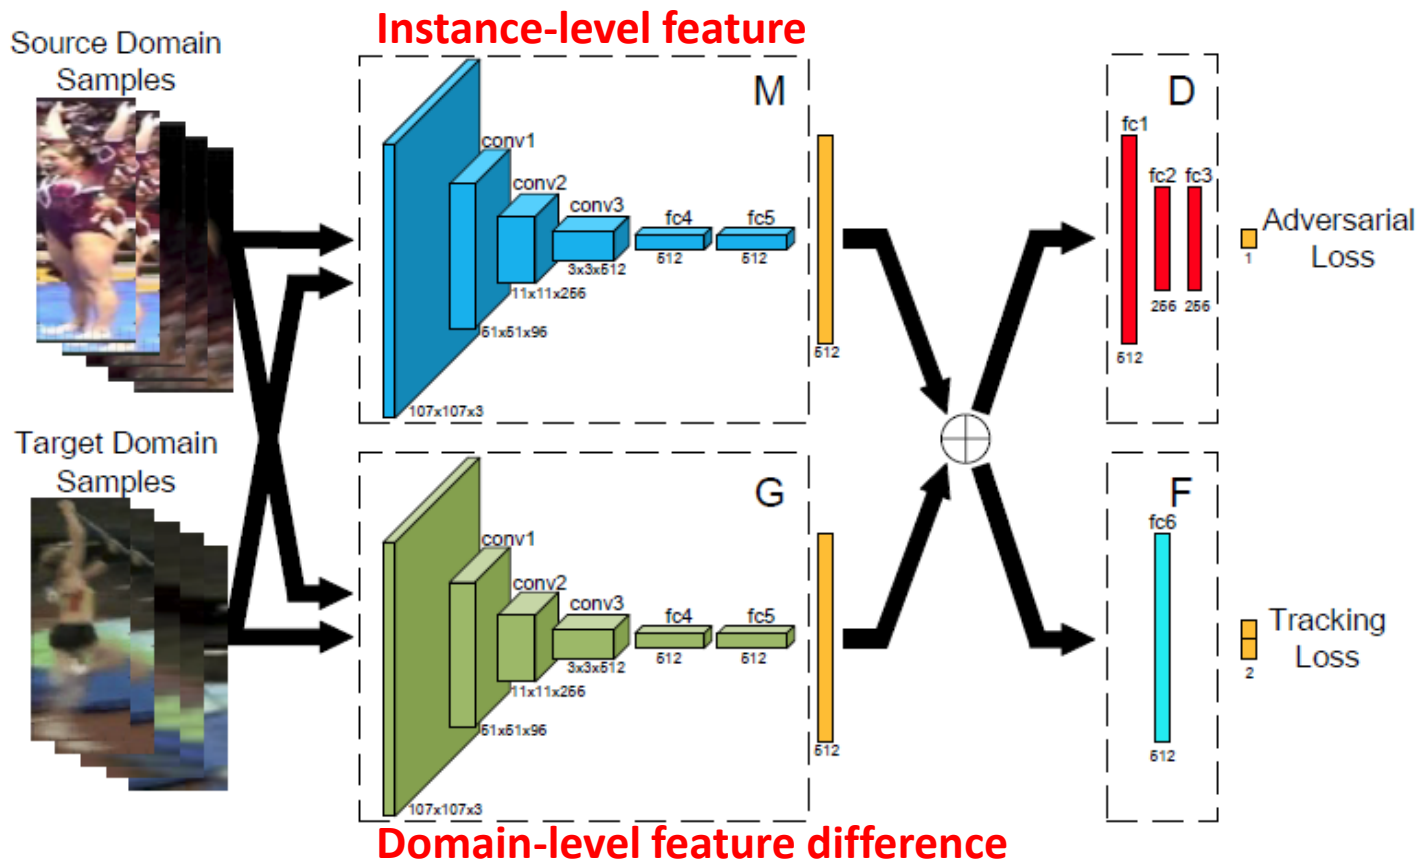 Instance-level feature
Source Domain
Samples
M
conv1
conv2
conv3
fc4
fc5
3x3x512
512
512
11x11x256
51x51x96
107x107x3
512
D
fc1
fc2
fc3
256
256
512
Adversarial
Loss
1
Target Domain
Samples
G
conv1
conv2
conv3
fc4
fc5
3x3x512
512
512
11x11x256
51x51x96
107x107x3
512
F
fc6
512
Tracking
Loss
2
Domain-level feature difference